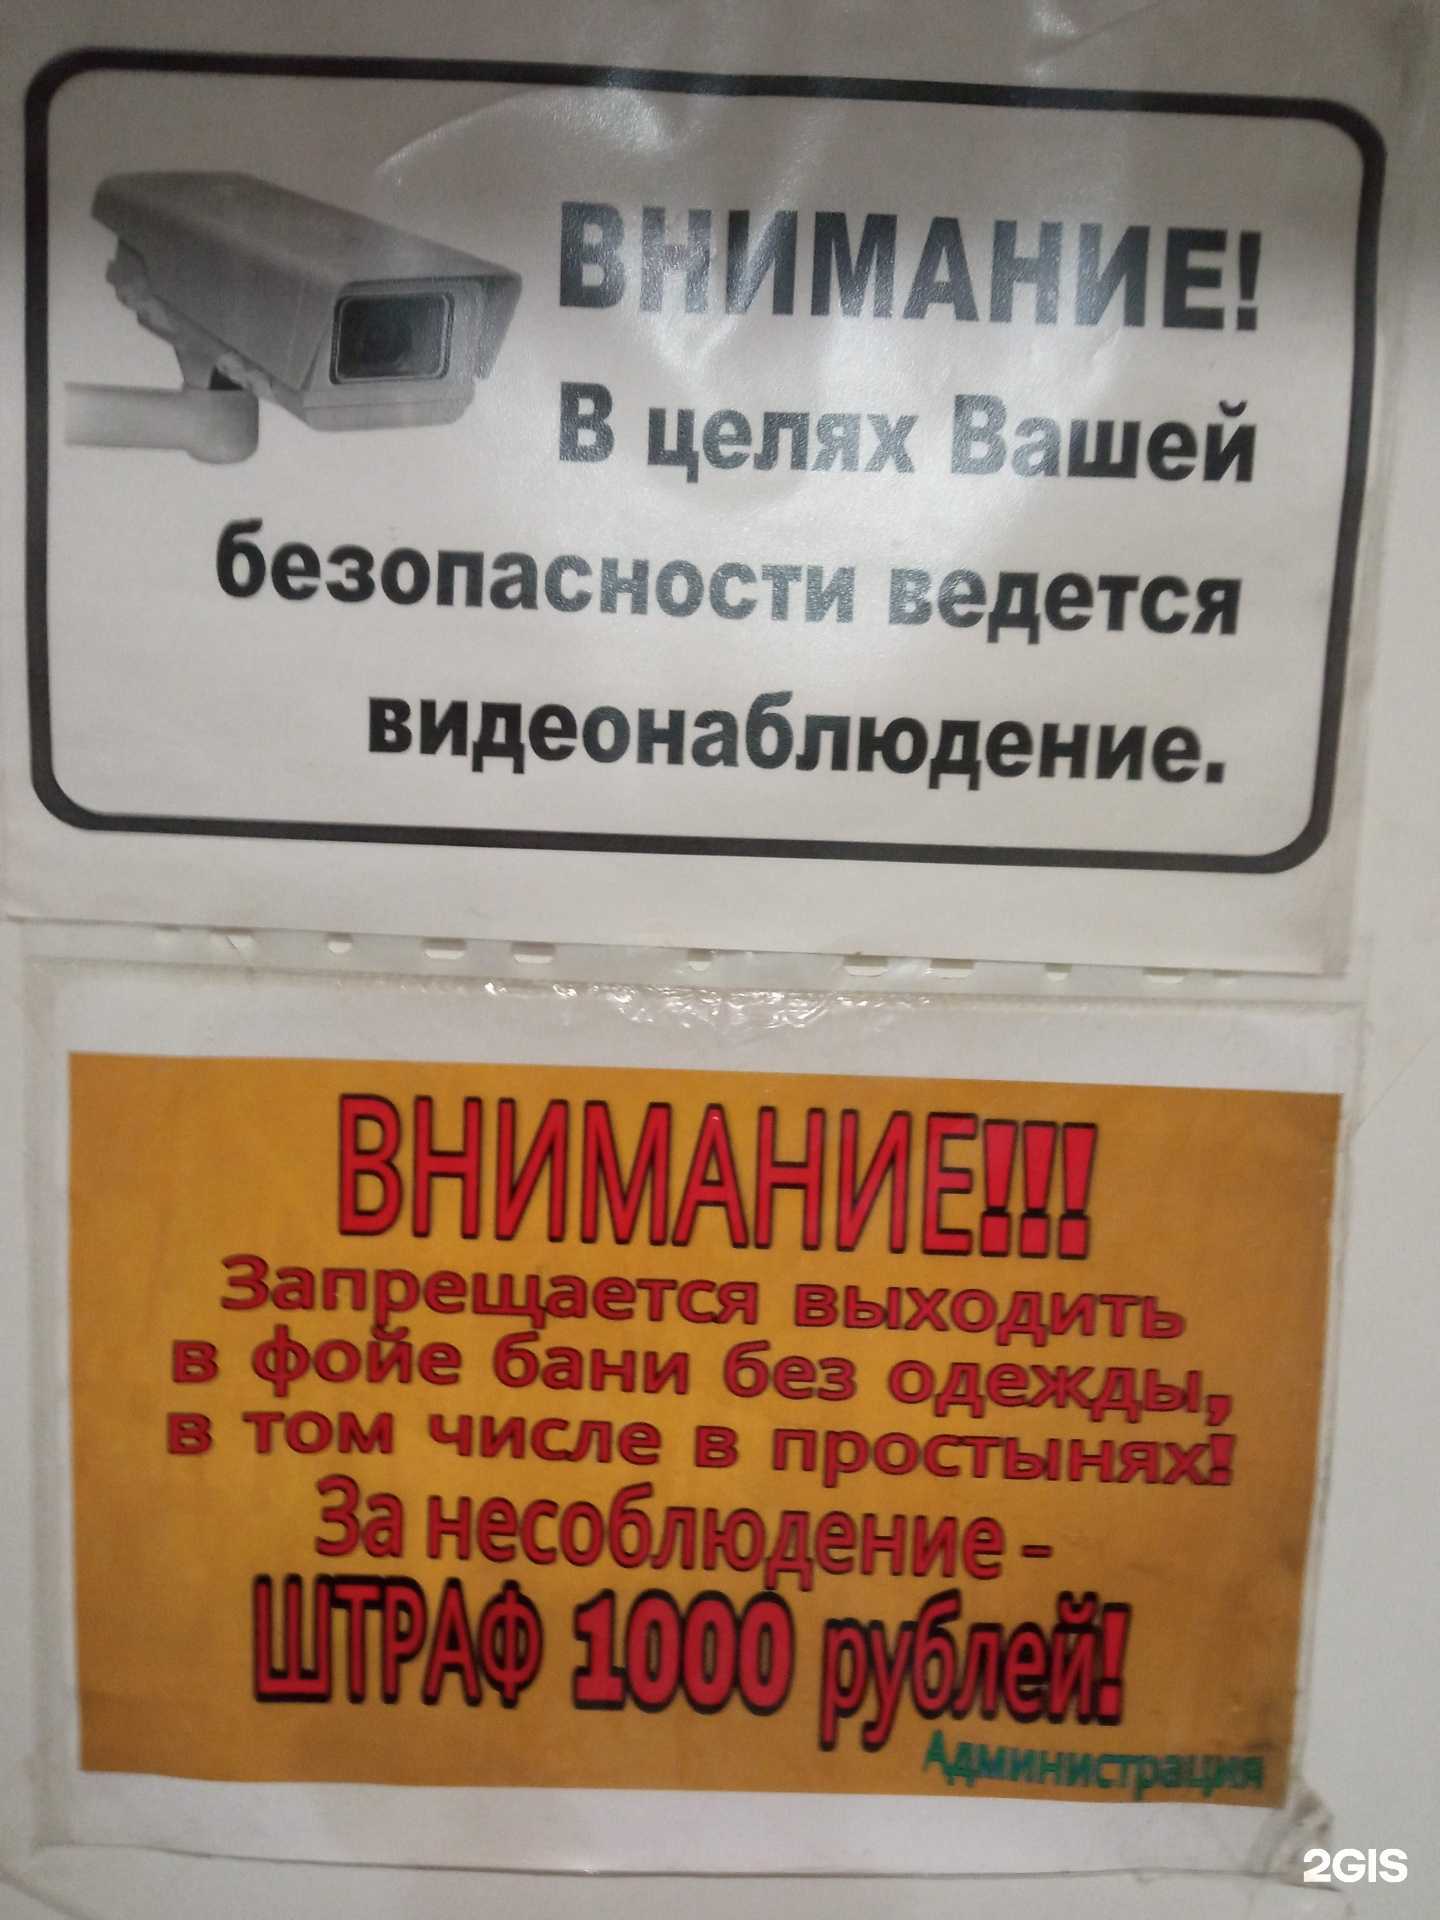 ВНИМАНИЕ!
В целях Вашей
безопасности ведется
видеонаблюдение.
ВНИМАНИЕ!!!
Запрещается выходить
в фойе бани без одежды,
в том числе в простынях!
За несоблюдение -
ШТРАФ 1000 рублей!
Администрация
2GIS